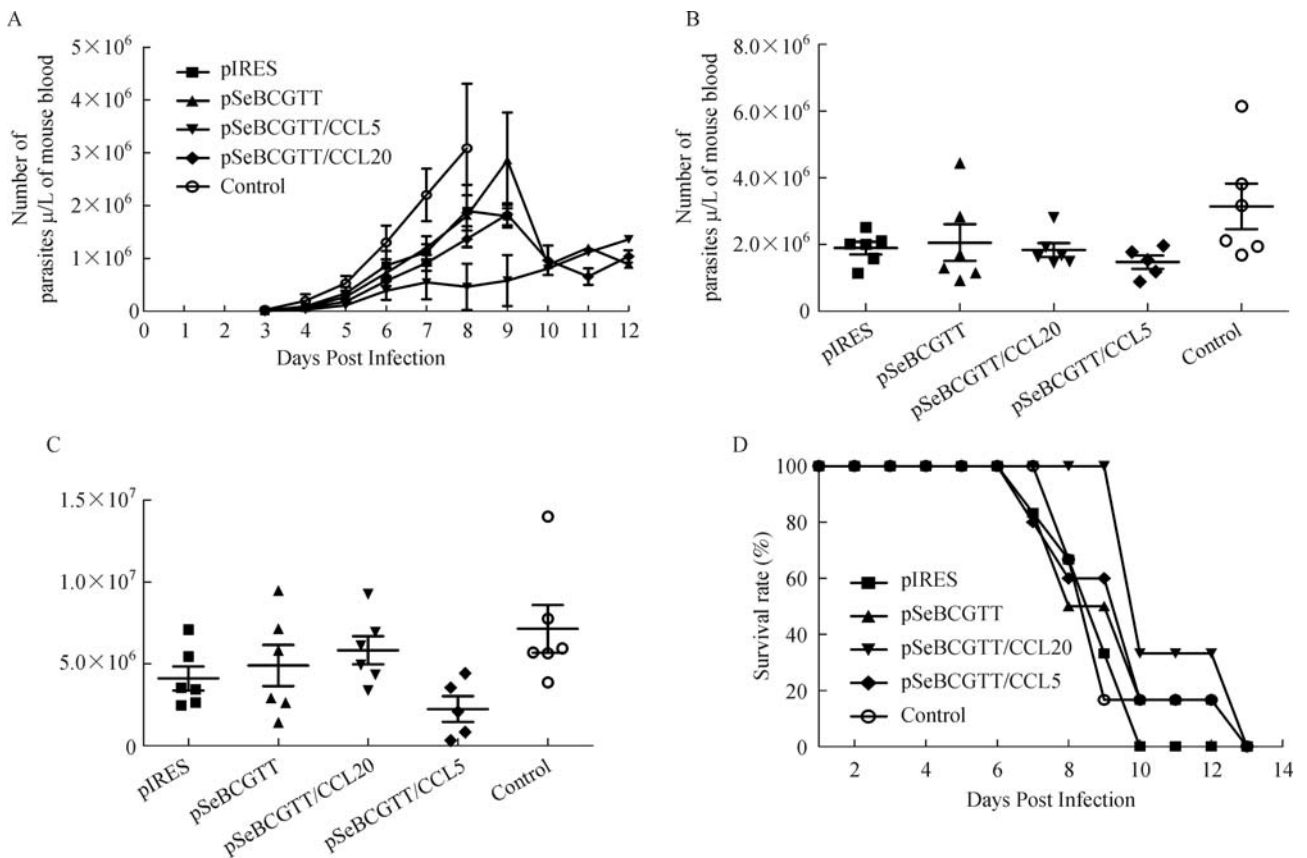 A
Number of
parasites µ/L of mouse blood
5×10⁶
4×10⁶
3×10⁶
2×10⁶
1×10⁶
0
pIRES
pSeBCGTT
pSeBCGTT/CCL5
pSeBCGTT/CCL20
Control
0 1 2 3 4 5 6 7 8 9 10 11 12
Days Post Infection
B
Number of
parasites µ/L of mouse blood
8.0×10⁶
6.0×10⁶
4.0×10⁶
2.0×10⁶
0
pIRES
pSeBCGTT
pSeBCGTT/CCL20
pSeBCGTT/CCL5
Control
C
1.5×10⁷
1.0×10⁷
5.0×10⁶
0
pIRES
pSeBCGTT
pSeBCGTT/CCL20
pSeBCGTT/CCL5
Control
D
Survival rate (%)
100
80
60
40
20
0
pIRES
pSeBCGTT
pSeBCGTT/CCL20
pSeBCGTT/CCL5
Control
2 4 6 8 10 12 14
Days Post Infection